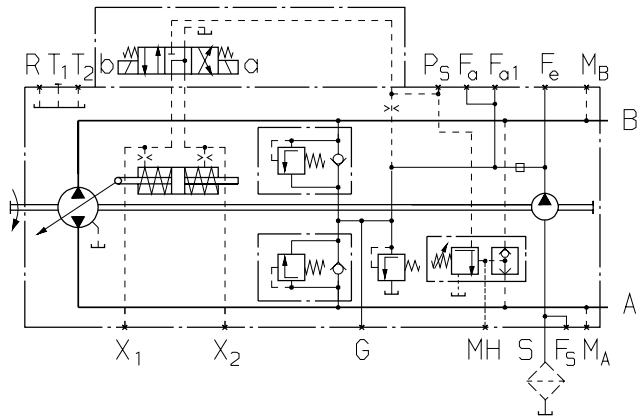 b a
R T1 T2 PS Fa Fa1 Fe MB
B
A
X1 X2 G MH S FS MA